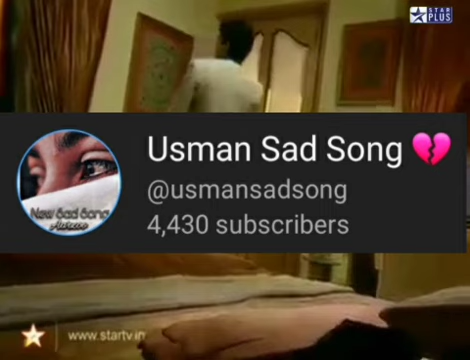 STAR
PLUS
Usman Sad Song 💔
@usmansadsong
4,430 subscribers
New Sad Song
www.startv.in